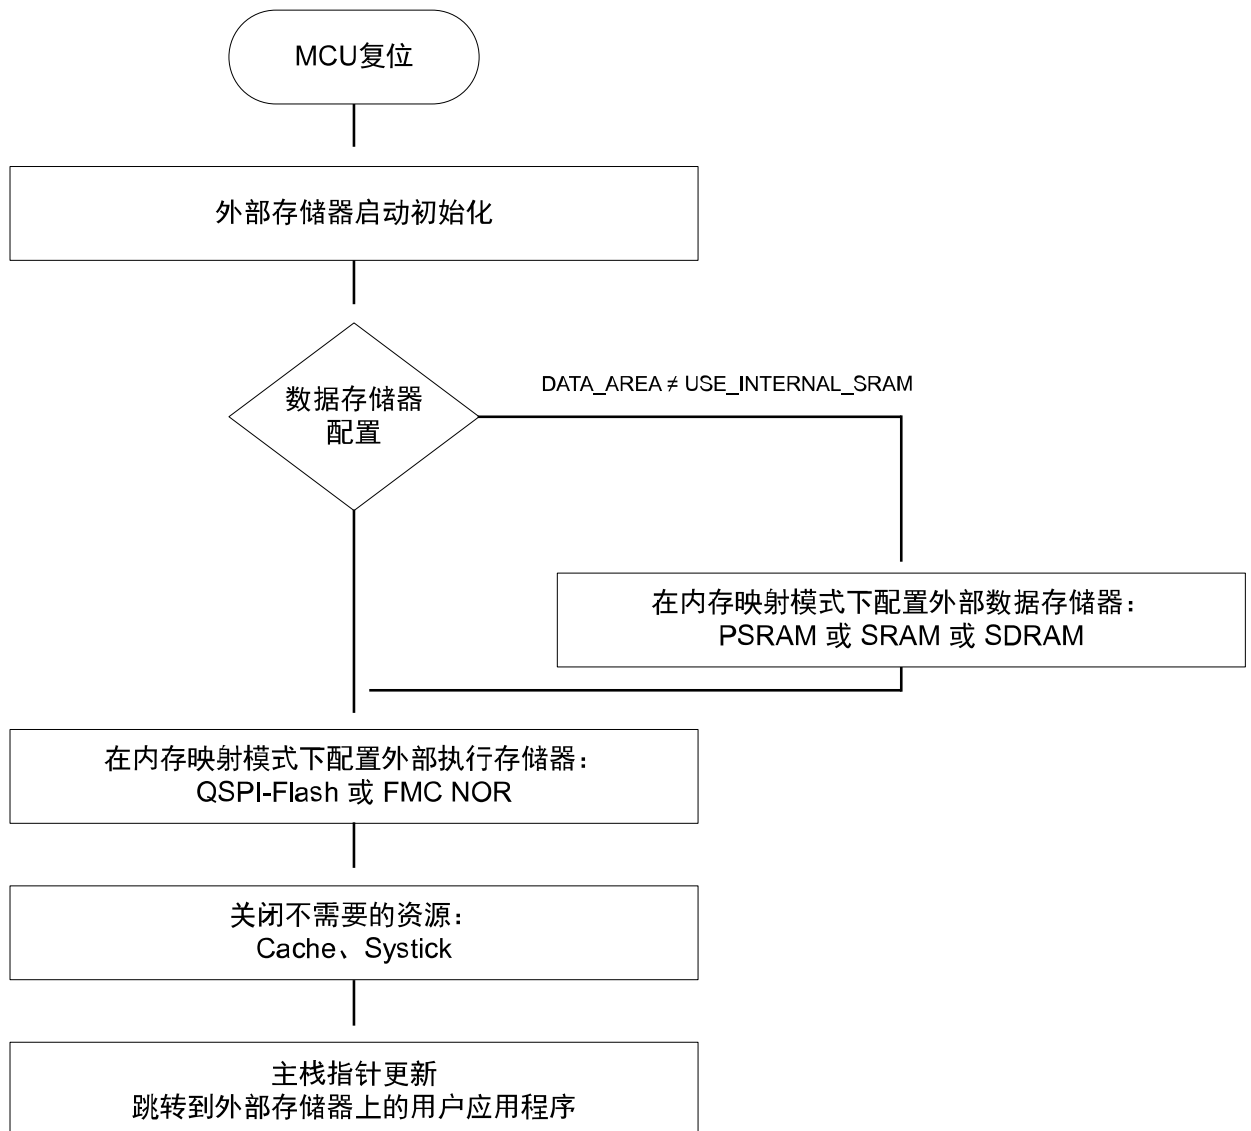 MCU复位
外部存储器启动初始化
数据存储器
配置
DATA_AREA ≠ USE_INTERNAL_SRAM
在内存映射模式下配置外部数据存储器：
PSRAM 或 SRAM 或 SDRAM
在内存映射模式下配置外部执行存储器：
QSPI-Flash 或 FMC NOR
关闭不需要的资源：
Cache、Systick
主栈指针更新
跳转到外部存储器上的用户应用程序